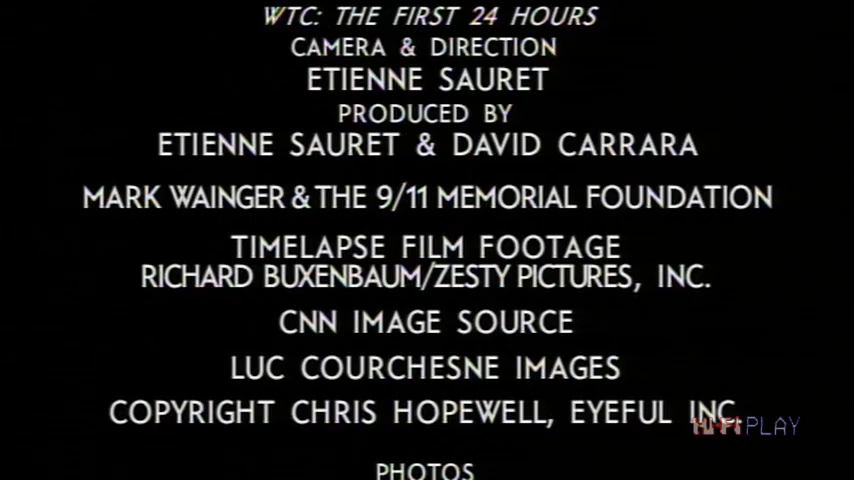 WTC: THE FIRST 24 HOURS
CAMERA & DIRECTION
ETIENNE SAURET
PRODUCED BY
ETIENNE SAURET & DAVID CARRARA
MARK WAINGER & THE 9/11 MEMORIAL FOUNDATION
TIMELAPSE FILM FOOTAGE
RICHARD BUXENBAUM/ZESTY PICTURES, INC.
CNN IMAGE SOURCE
LUC COURCHESNE IMAGES
COPYRIGHT CHRIS HOPEWELL, EYEFUL INC.
HI-FI PLAY
PHOTOS